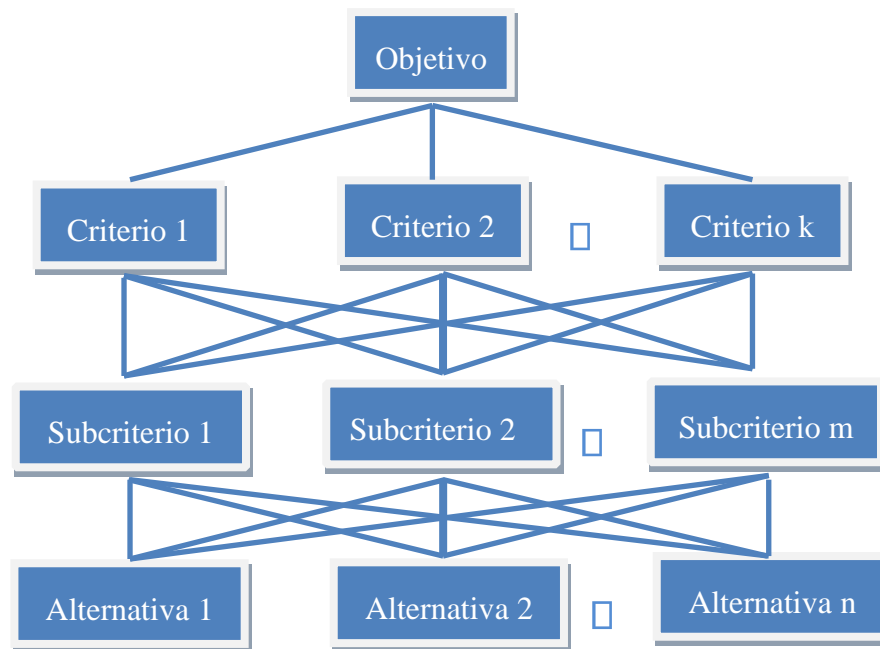 Objetivo
Criterio 1
Criterio 2
Criterio k
Subcriterio 1
Subcriterio 2
Subcriterio m
Alternativa 1
Alternativa 2
Alternativa n